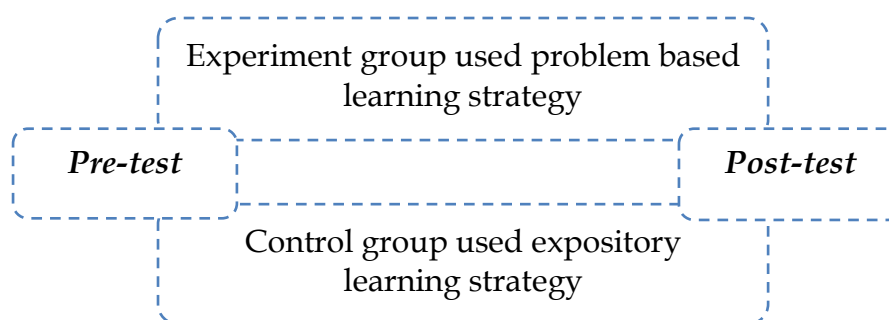 Experiment group used problem based
learning strategy
Pre-test
Post-test
Control group used expository
learning strategy